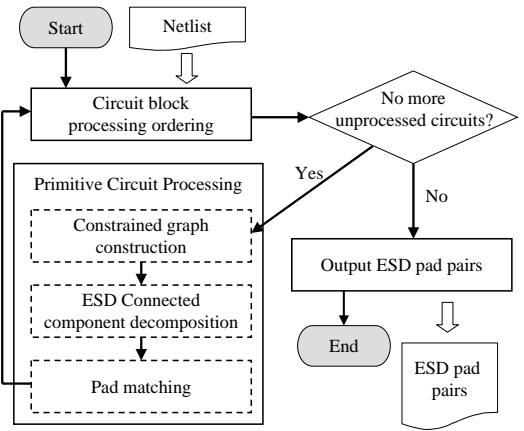 Start
Netlist
Circuit block
processing ordering
No more
unprocessed circuits?
Yes
No
Primitive Circuit Processing
Constrained graph
construction
ESD Connected
component decomposition
Pad matching
Output ESD pad pairs
End
ESD pad
pairs